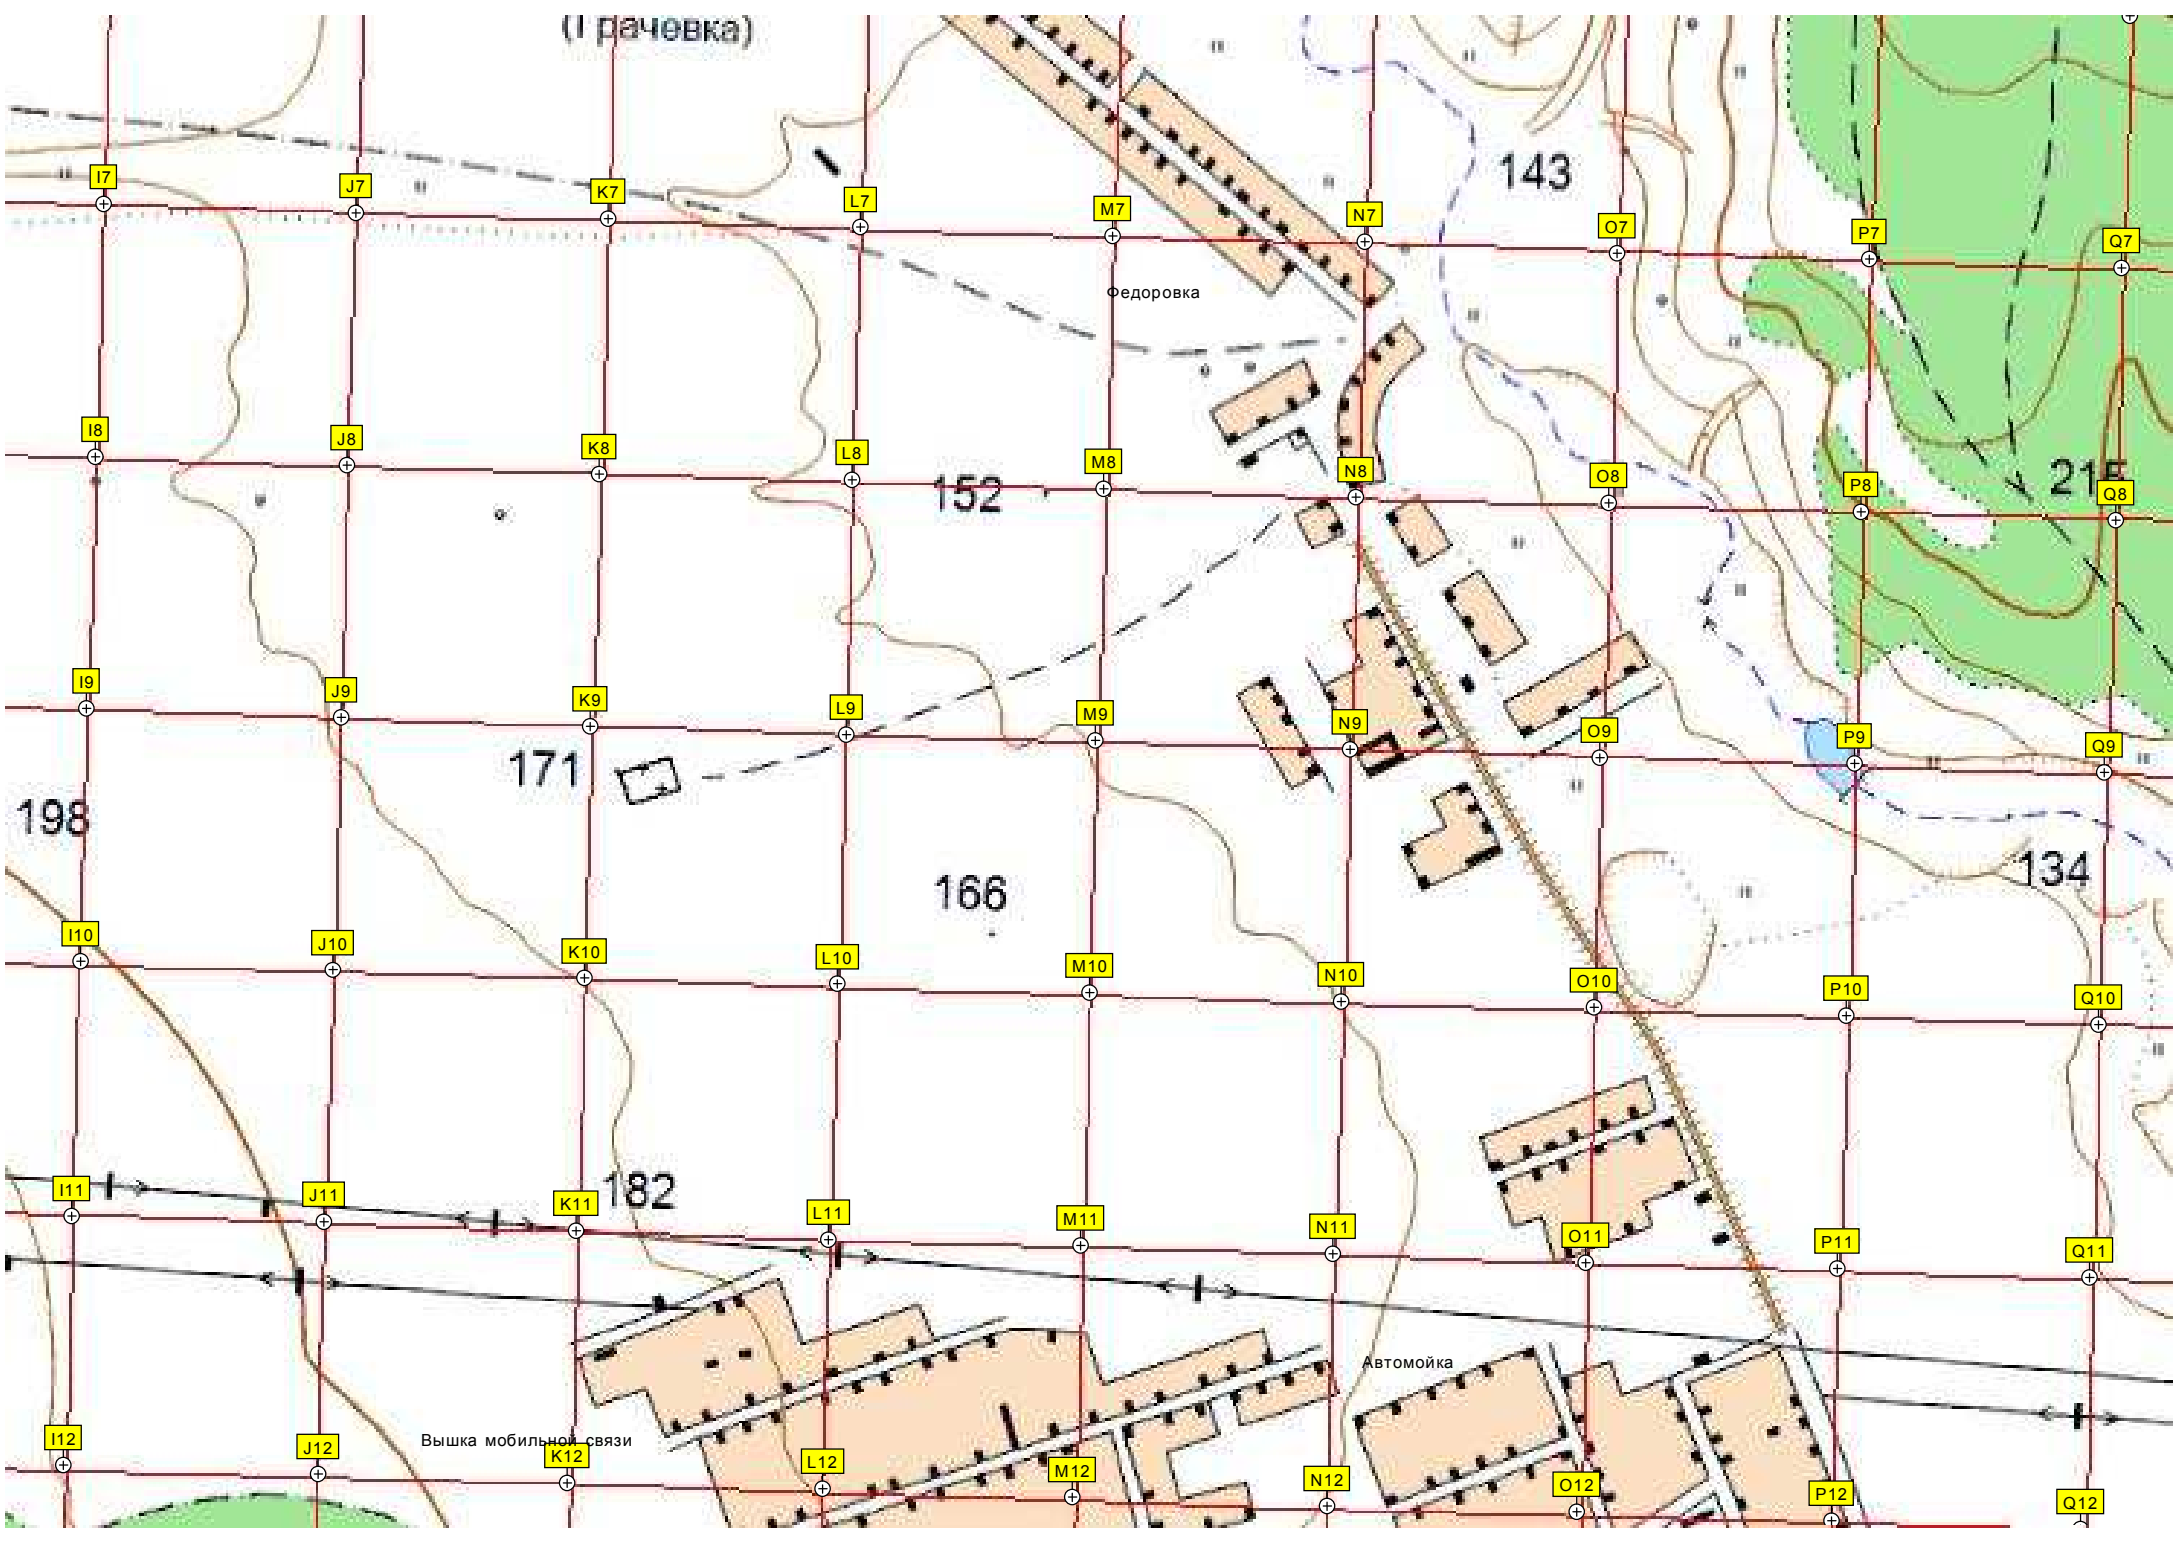 (Грачевка)
143
I7 J7 K7 L7 M7 N7 O7 P7 Q7
Федоровка
I8 J8 K8 L8 M8 N8 O8 P8 Q8
152
215
I9 J9 K9 L9 M9 N9 O9 P9 Q9
171
198
166
134
I10 J10 K10 L10 M10 N10 O10 P10 Q10
182
I11 J11 K11 L11 M11 N11 O11 P11 Q11
Автомойка
Вышка мобильной связи
I12 J12 K12 L12 M12 N12 O12 P12 Q12